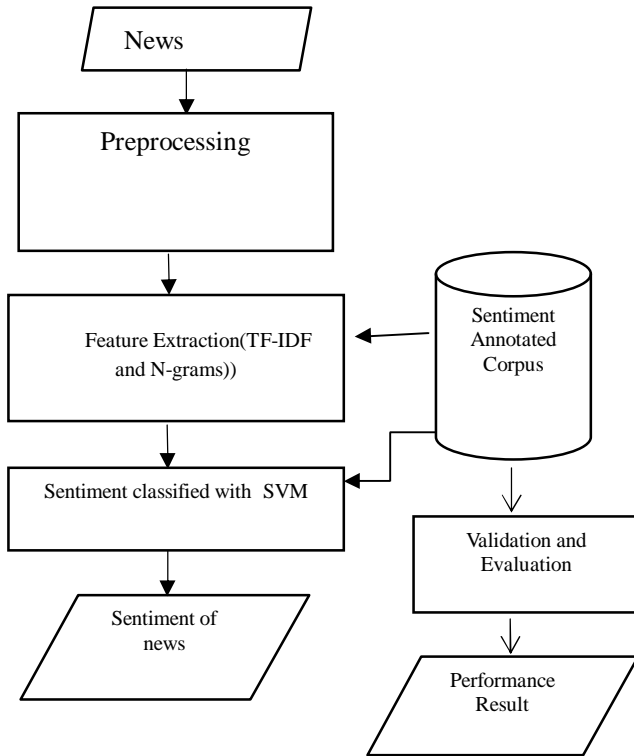 News
Preprocessing
Feature Extraction(TF-IDF
and N-grams))
Sentiment
Annotated
Corpus
Sentiment classified with SVM
Validation and
Evaluation
Sentiment of
news
Performance
Result